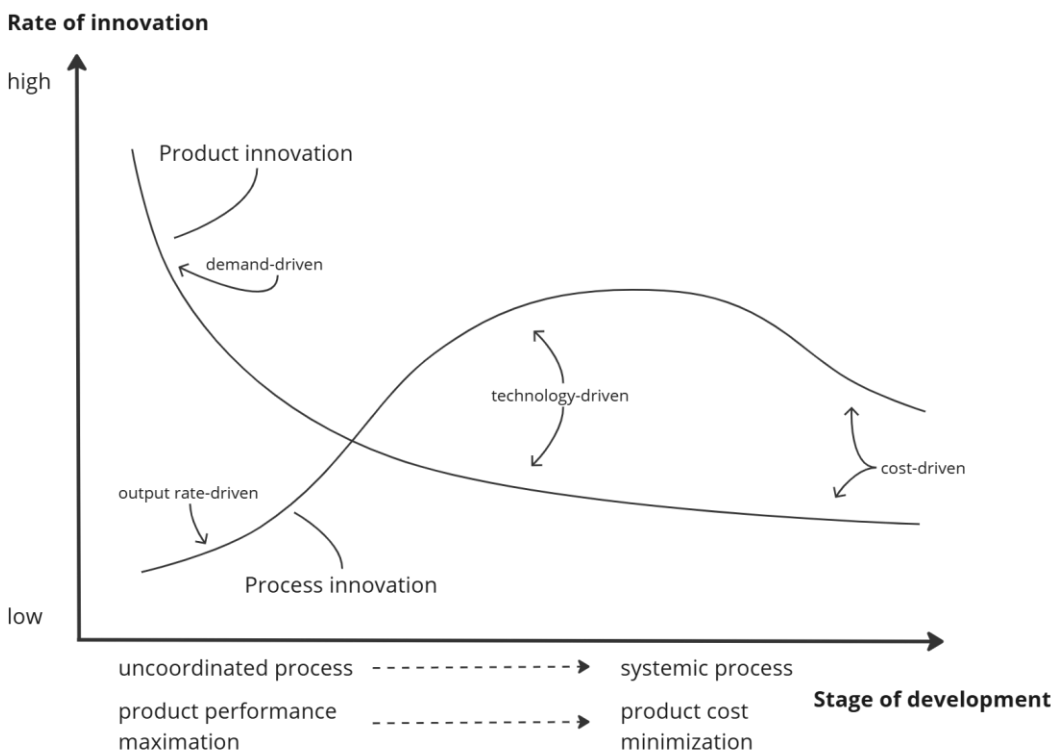 Rate of innovation
high
Product innovation
demand-driven
technology-driven
cost-driven
output rate-driven
Process innovation
low
uncoordinated process
systemic process
Stage of development
product performance
maximation
product cost
minimization